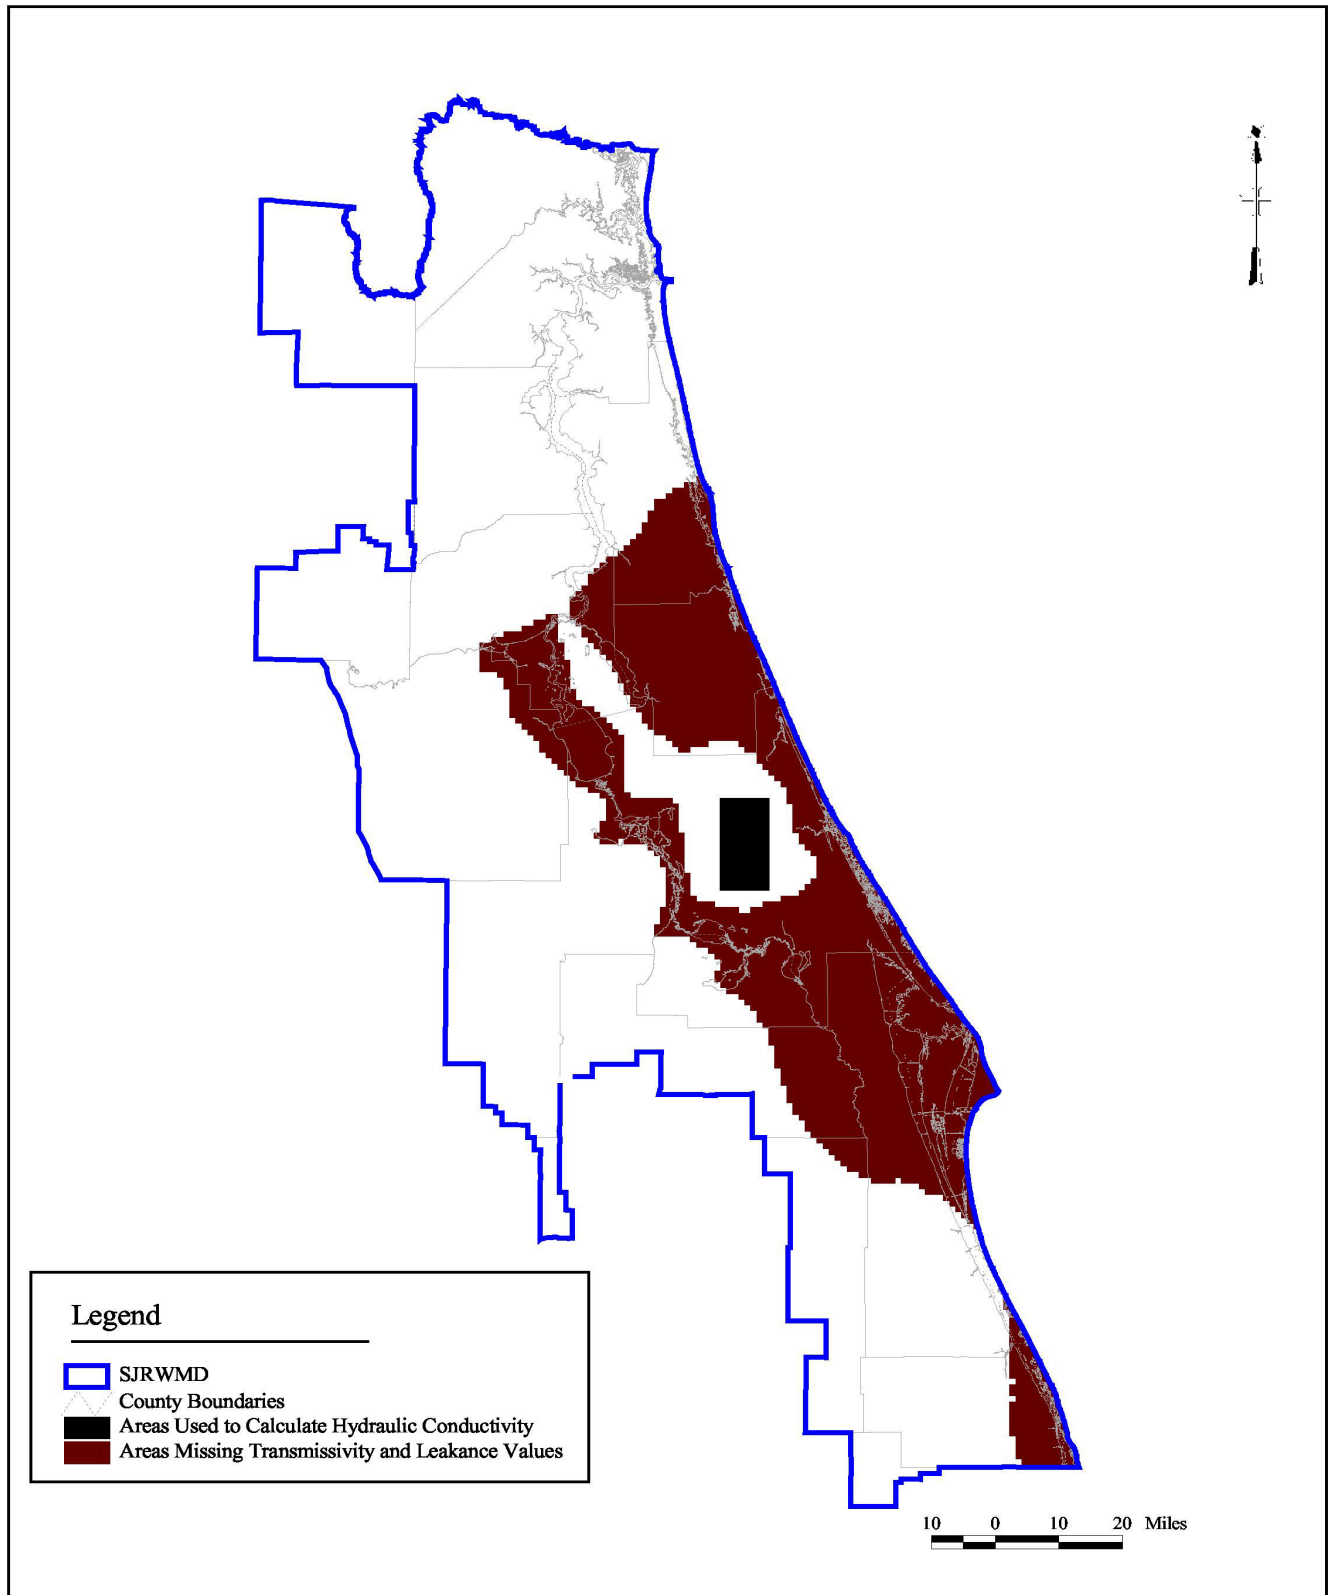 Legend
SJRWMD
County Boundaries
Areas Used to Calculate Hydraulic Conductivity
Areas Missing Transmissivity and Leakance Values
10 0 10 20 Miles